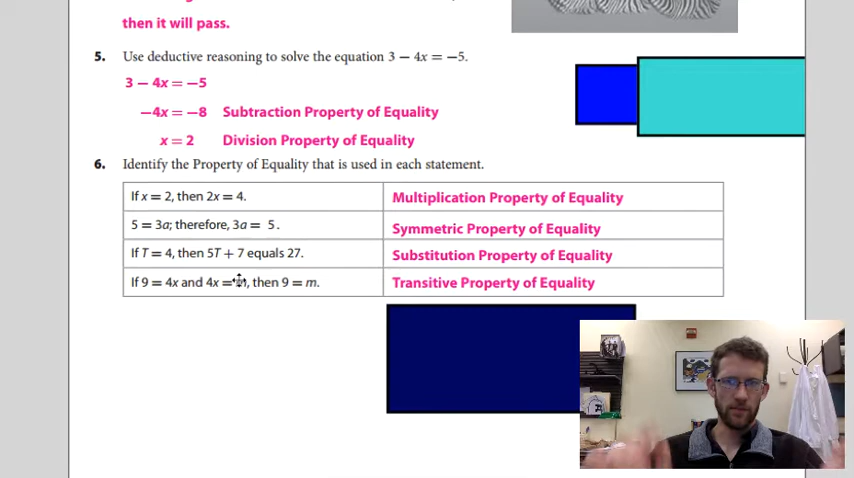 then it will pass.
5. Use deductive reasoning to solve the equation 3 − 4x = −5.
3 − 4x = −5
−4x = −8 Subtraction Property of Equality
x = 2 Division Property of Equality
6. Identify the Property of Equality that is used in each statement.
If x = 2, then 2x = 4. Multiplication Property of Equality
5 = 3a; therefore, 3a = 5. Symmetric Property of Equality
If T = 4, then 5T + 7 equals 27. Substitution Property of Equality
If 9 = 4x and 4x = , then 9 = m. Transitive Property of Equality